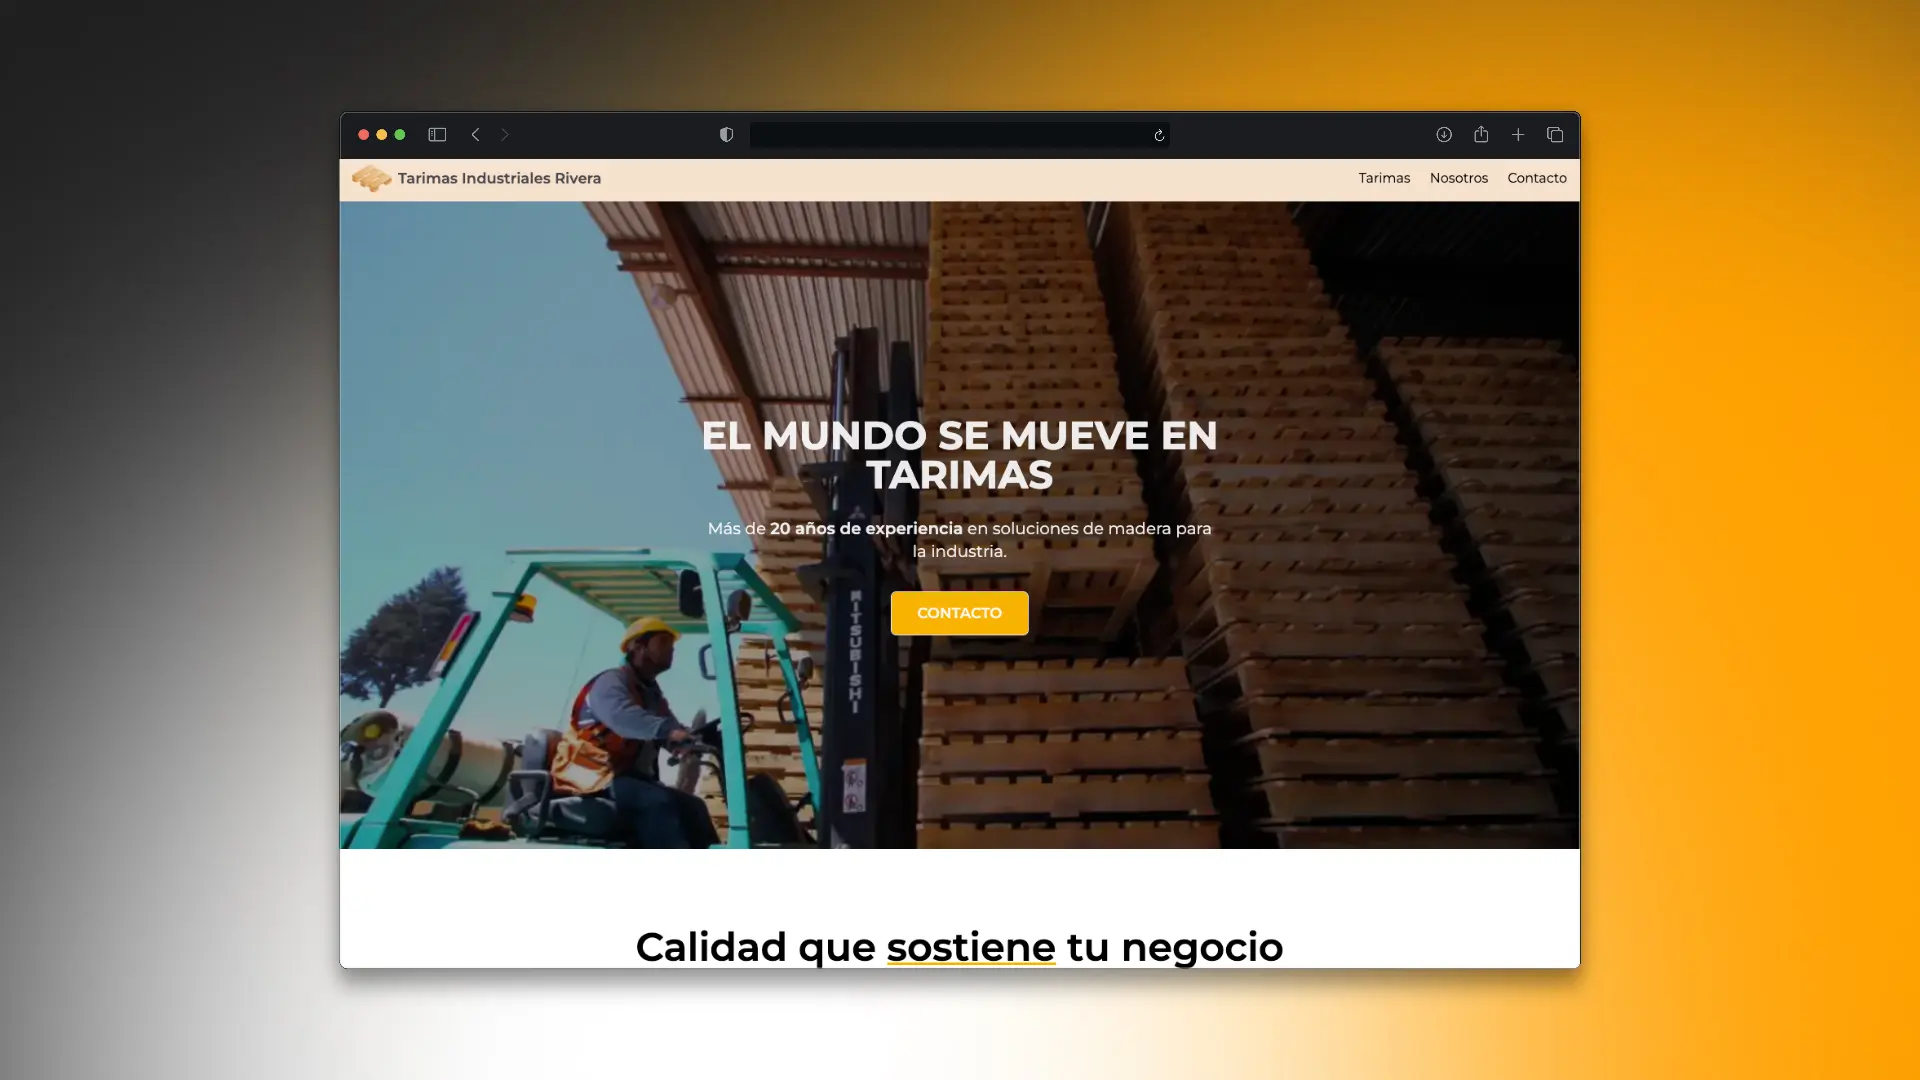 Tarimas Industriales Rivera
Tarimas Nosotros Contacto
EL MUNDO SE MUEVE EN
TARIMAS
Más de 20 años de experiencia en soluciones de madera para
la industria.
CONTACTO
MITSUBISHI
Calidad que sostiene tu negocio